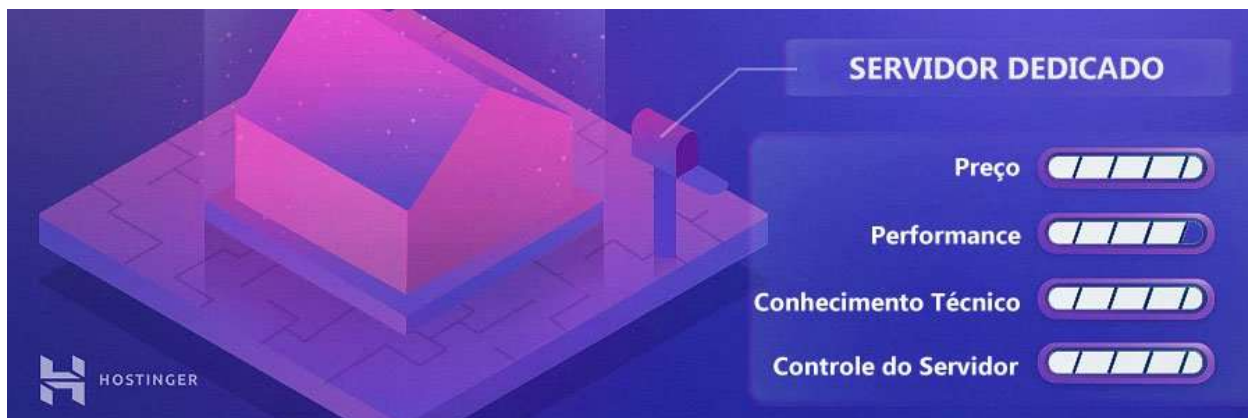 SERVIDOR DEDICADO
Preço
Performance
Conhecimento Técnico
Controle do Servidor
HOSTINGER